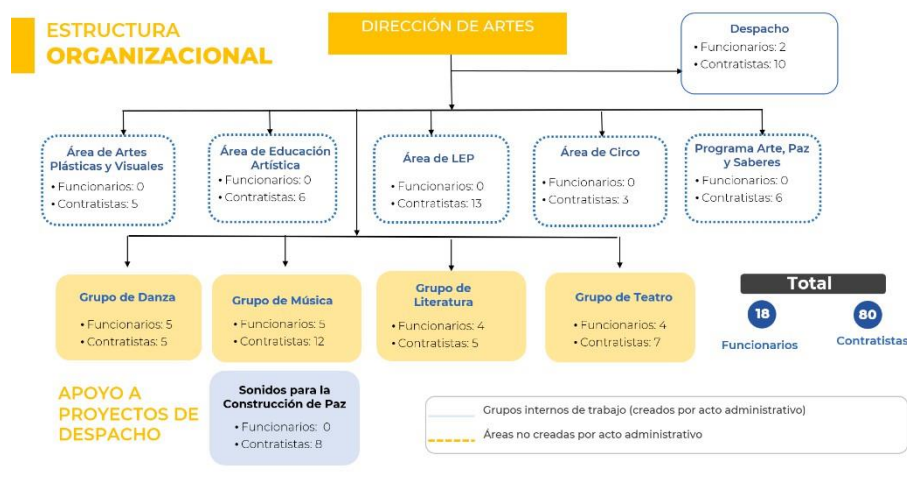 ESTRUCTURA
ORGANIZACIONAL
DIRECCIÓN DE ARTES
Despacho
• Funcionarios: 2
• Contratistas: 10
Área de Artes
Plásticas y Visuales
• Funcionarios: 0
• Contratistas: 5
Área de Educación
Artística
• Funcionarios: 0
• Contratistas: 6
Área de LEP
• Funcionarios: 0
• Contratistas: 13
Área de Circo
• Funcionarios: 0
• Contratistas: 3
Programa Arte, Paz
y Saberes
• Funcionarios: 0
• Contratistas: 6
Grupo de Danza
• Funcionarios: 5
• Contratistas: 5
Grupo de Música
• Funcionarios: 5
• Contratistas: 12
Grupo de
Literatura
• Funcionarios: 4
• Contratistas: 5
Grupo de Teatro
• Funcionarios: 4
• Contratistas: 7
Total
18
Funcionarios
80
Contratistas
APOYO A
PROYECTOS DE
DESPACHO
Sonidos para la
Construcción de Paz
• Funcionarios: 0
• Contratistas: 8
Grupos internos de trabajo (creados por acto administrativo)
Áreas no creadas por acto administrativo